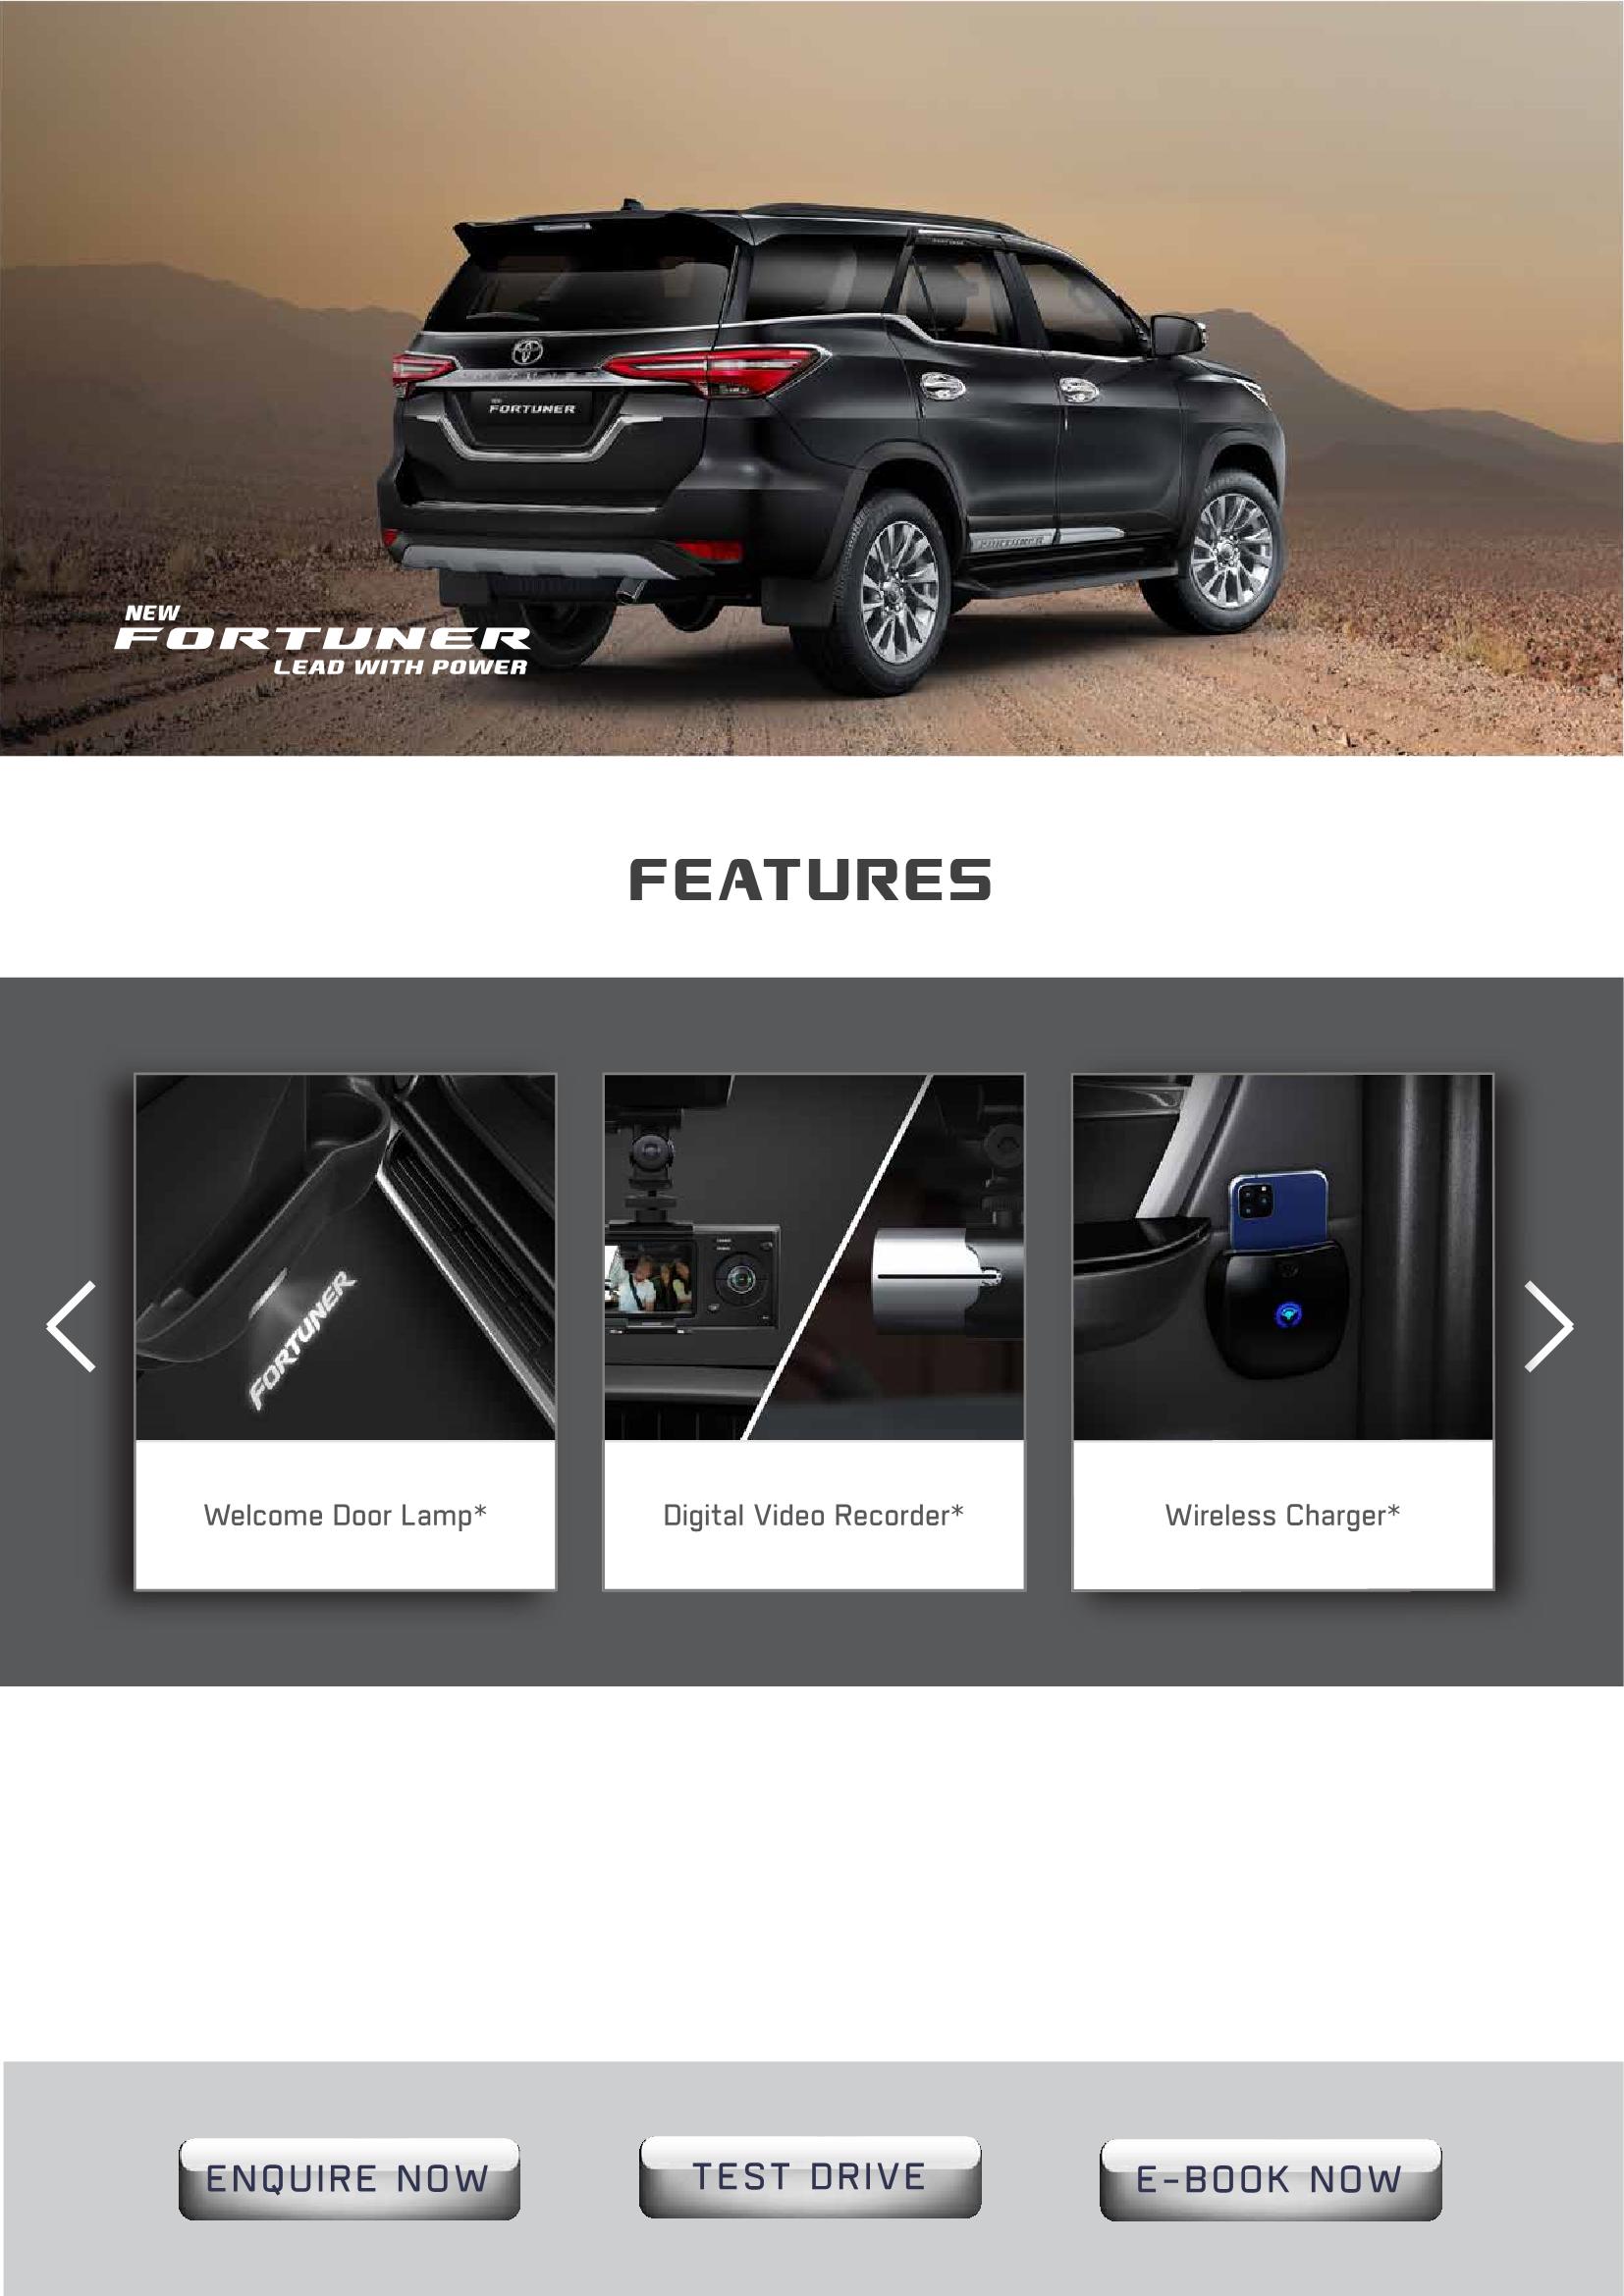 NEW
FORTUNER
FORTUNER
NEW
FORTUNER
LEAD WITH POWER
FEATURES
FORTUNER
Welcome Door Lamp*
Digital Video Recorder*
Wireless Charger*
ENQUIRE NOW
TEST DRIVE
E-BOOK NOW